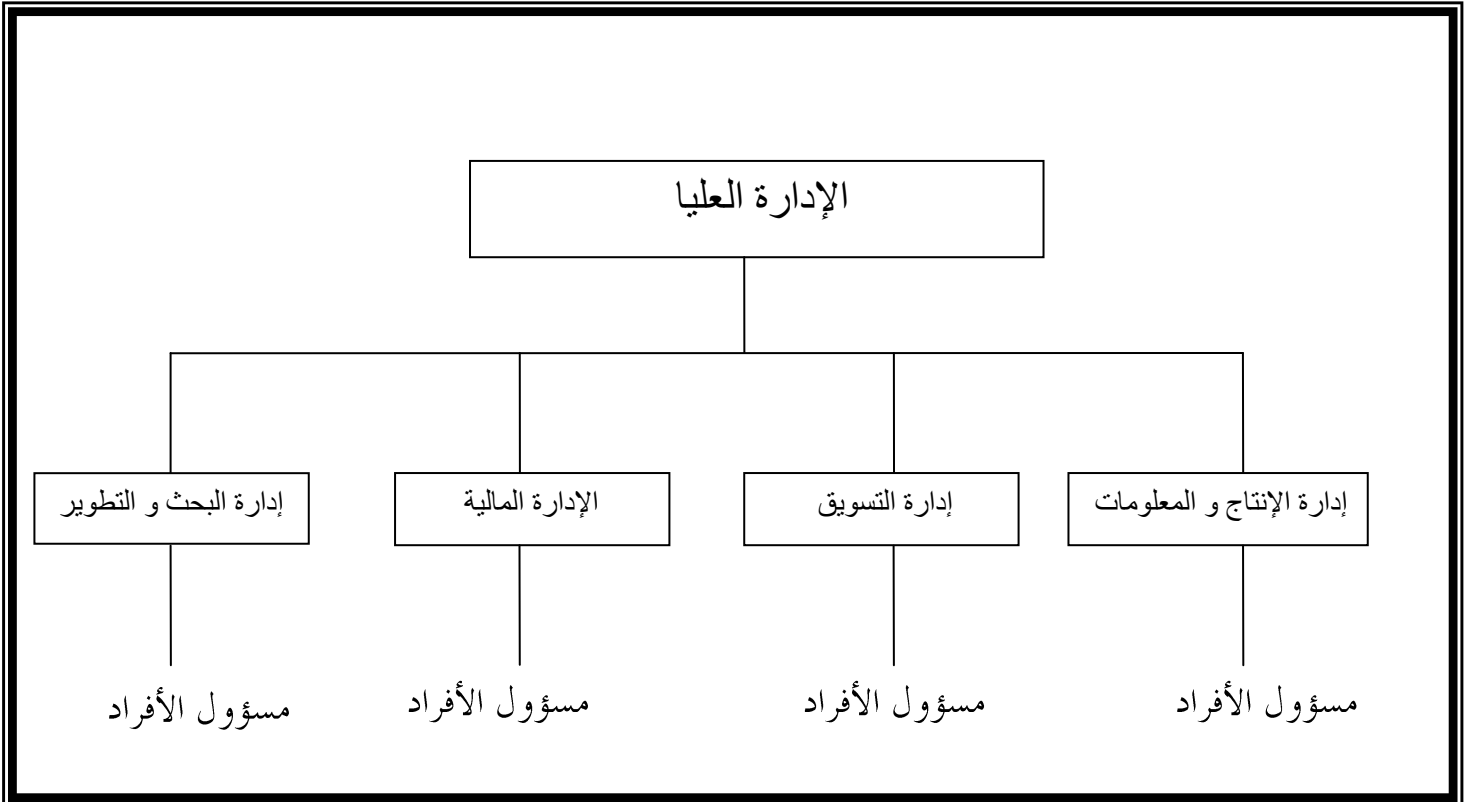 الإدارة العليا
إدارة الإنتاج و المعلومات
إدارة التسويق
الإدارة المالية
إدارة البحث و التطوير
مسؤول الأفراد
مسؤول الأفراد
مسؤول الأفراد
مسؤول الأفراد